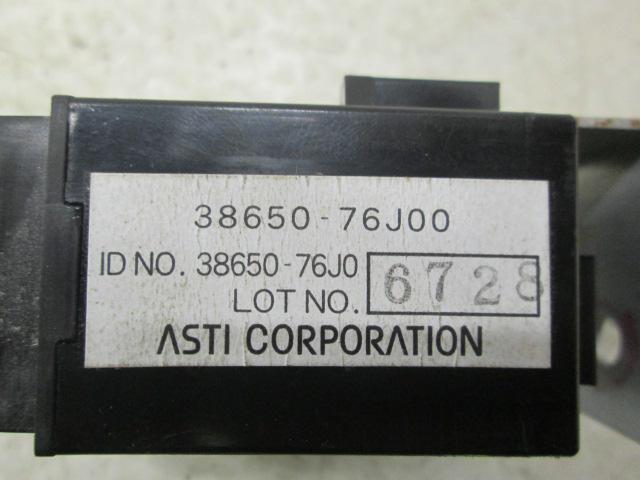 38650-76J00
ID NO. 38650-76J0
LOT NO. 6728
ASTI CORPORATION